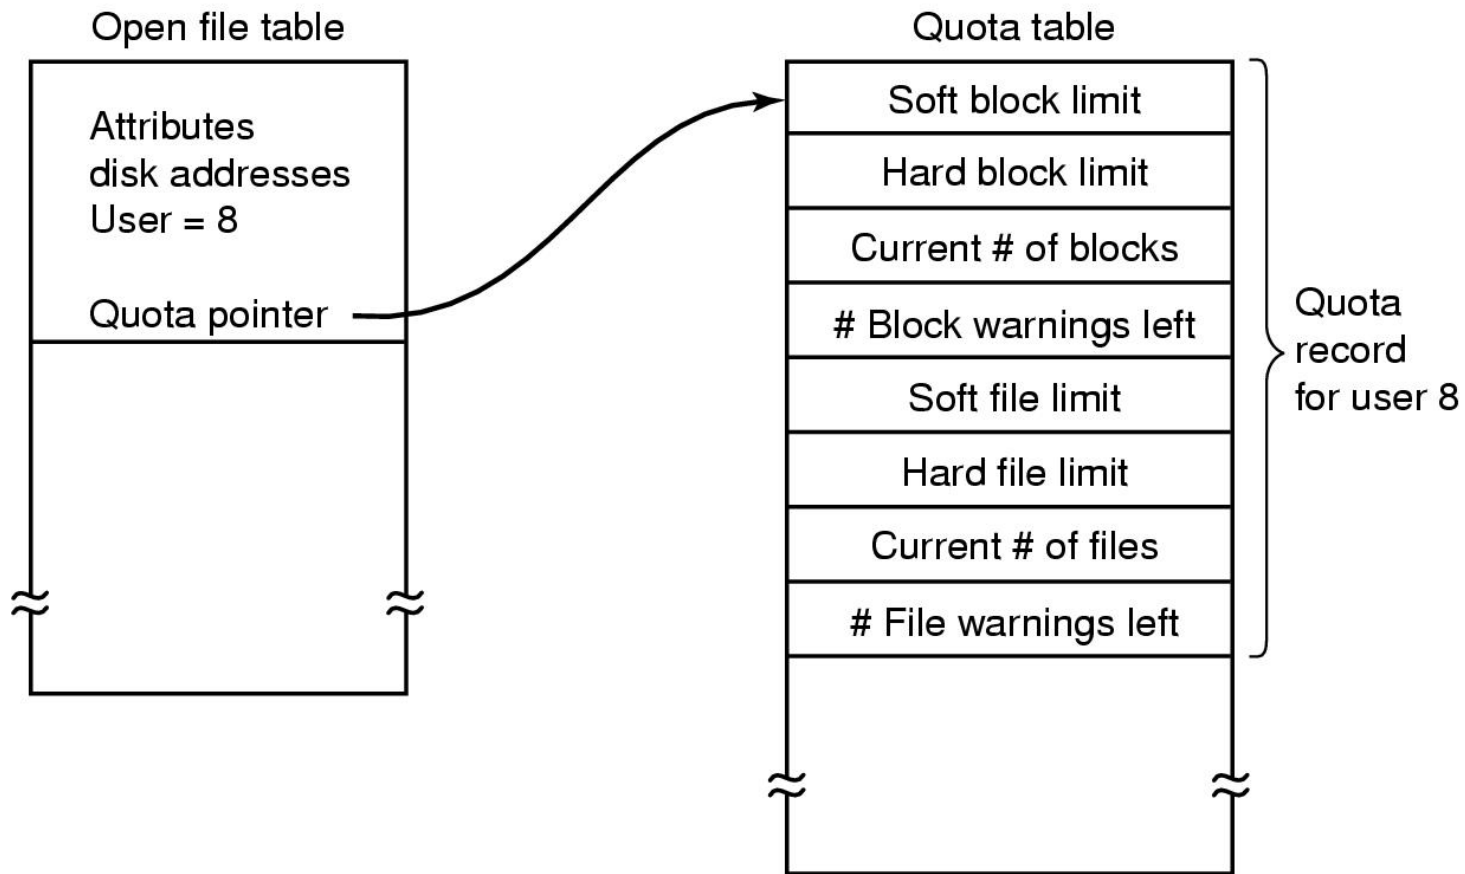 Open file table
Attributes
disk addresses
User = 8
Quota pointer
Quota table
Soft block limit
Hard block limit
Current # of blocks
# Block warnings left
Soft file limit
Hard file limit
Current # of files
# File warnings left
Quota
record
for user 8